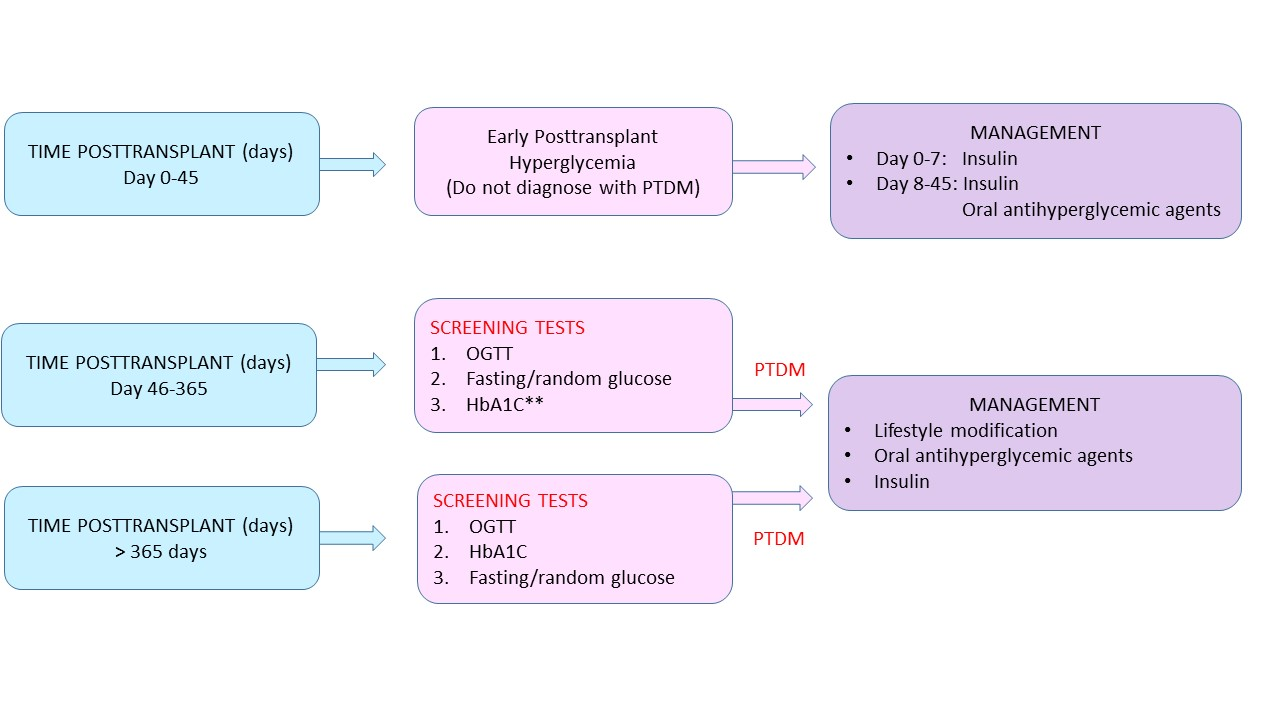 TIME POSTTRANSPLANT (days)
Day 0-45
Early Posttransplant
Hyperglycemia
(Do not diagnose with PTDM)
MANAGEMENT
• Day 0-7: Insulin
• Day 8-45: Insulin
Oral antihyperglycemic agents
TIME POSTTRANSPLANT (days)
Day 46-365
SCREENING TESTS
1. OGTT
2. Fasting/random glucose
3. HbA1C**
PTDM
MANAGEMENT
• Lifestyle modification
• Oral antihyperglycemic agents
• Insulin
TIME POSTTRANSPLANT (days)
> 365 days
SCREENING TESTS
1. OGTT
2. HbA1C
3. Fasting/random glucose
PTDM